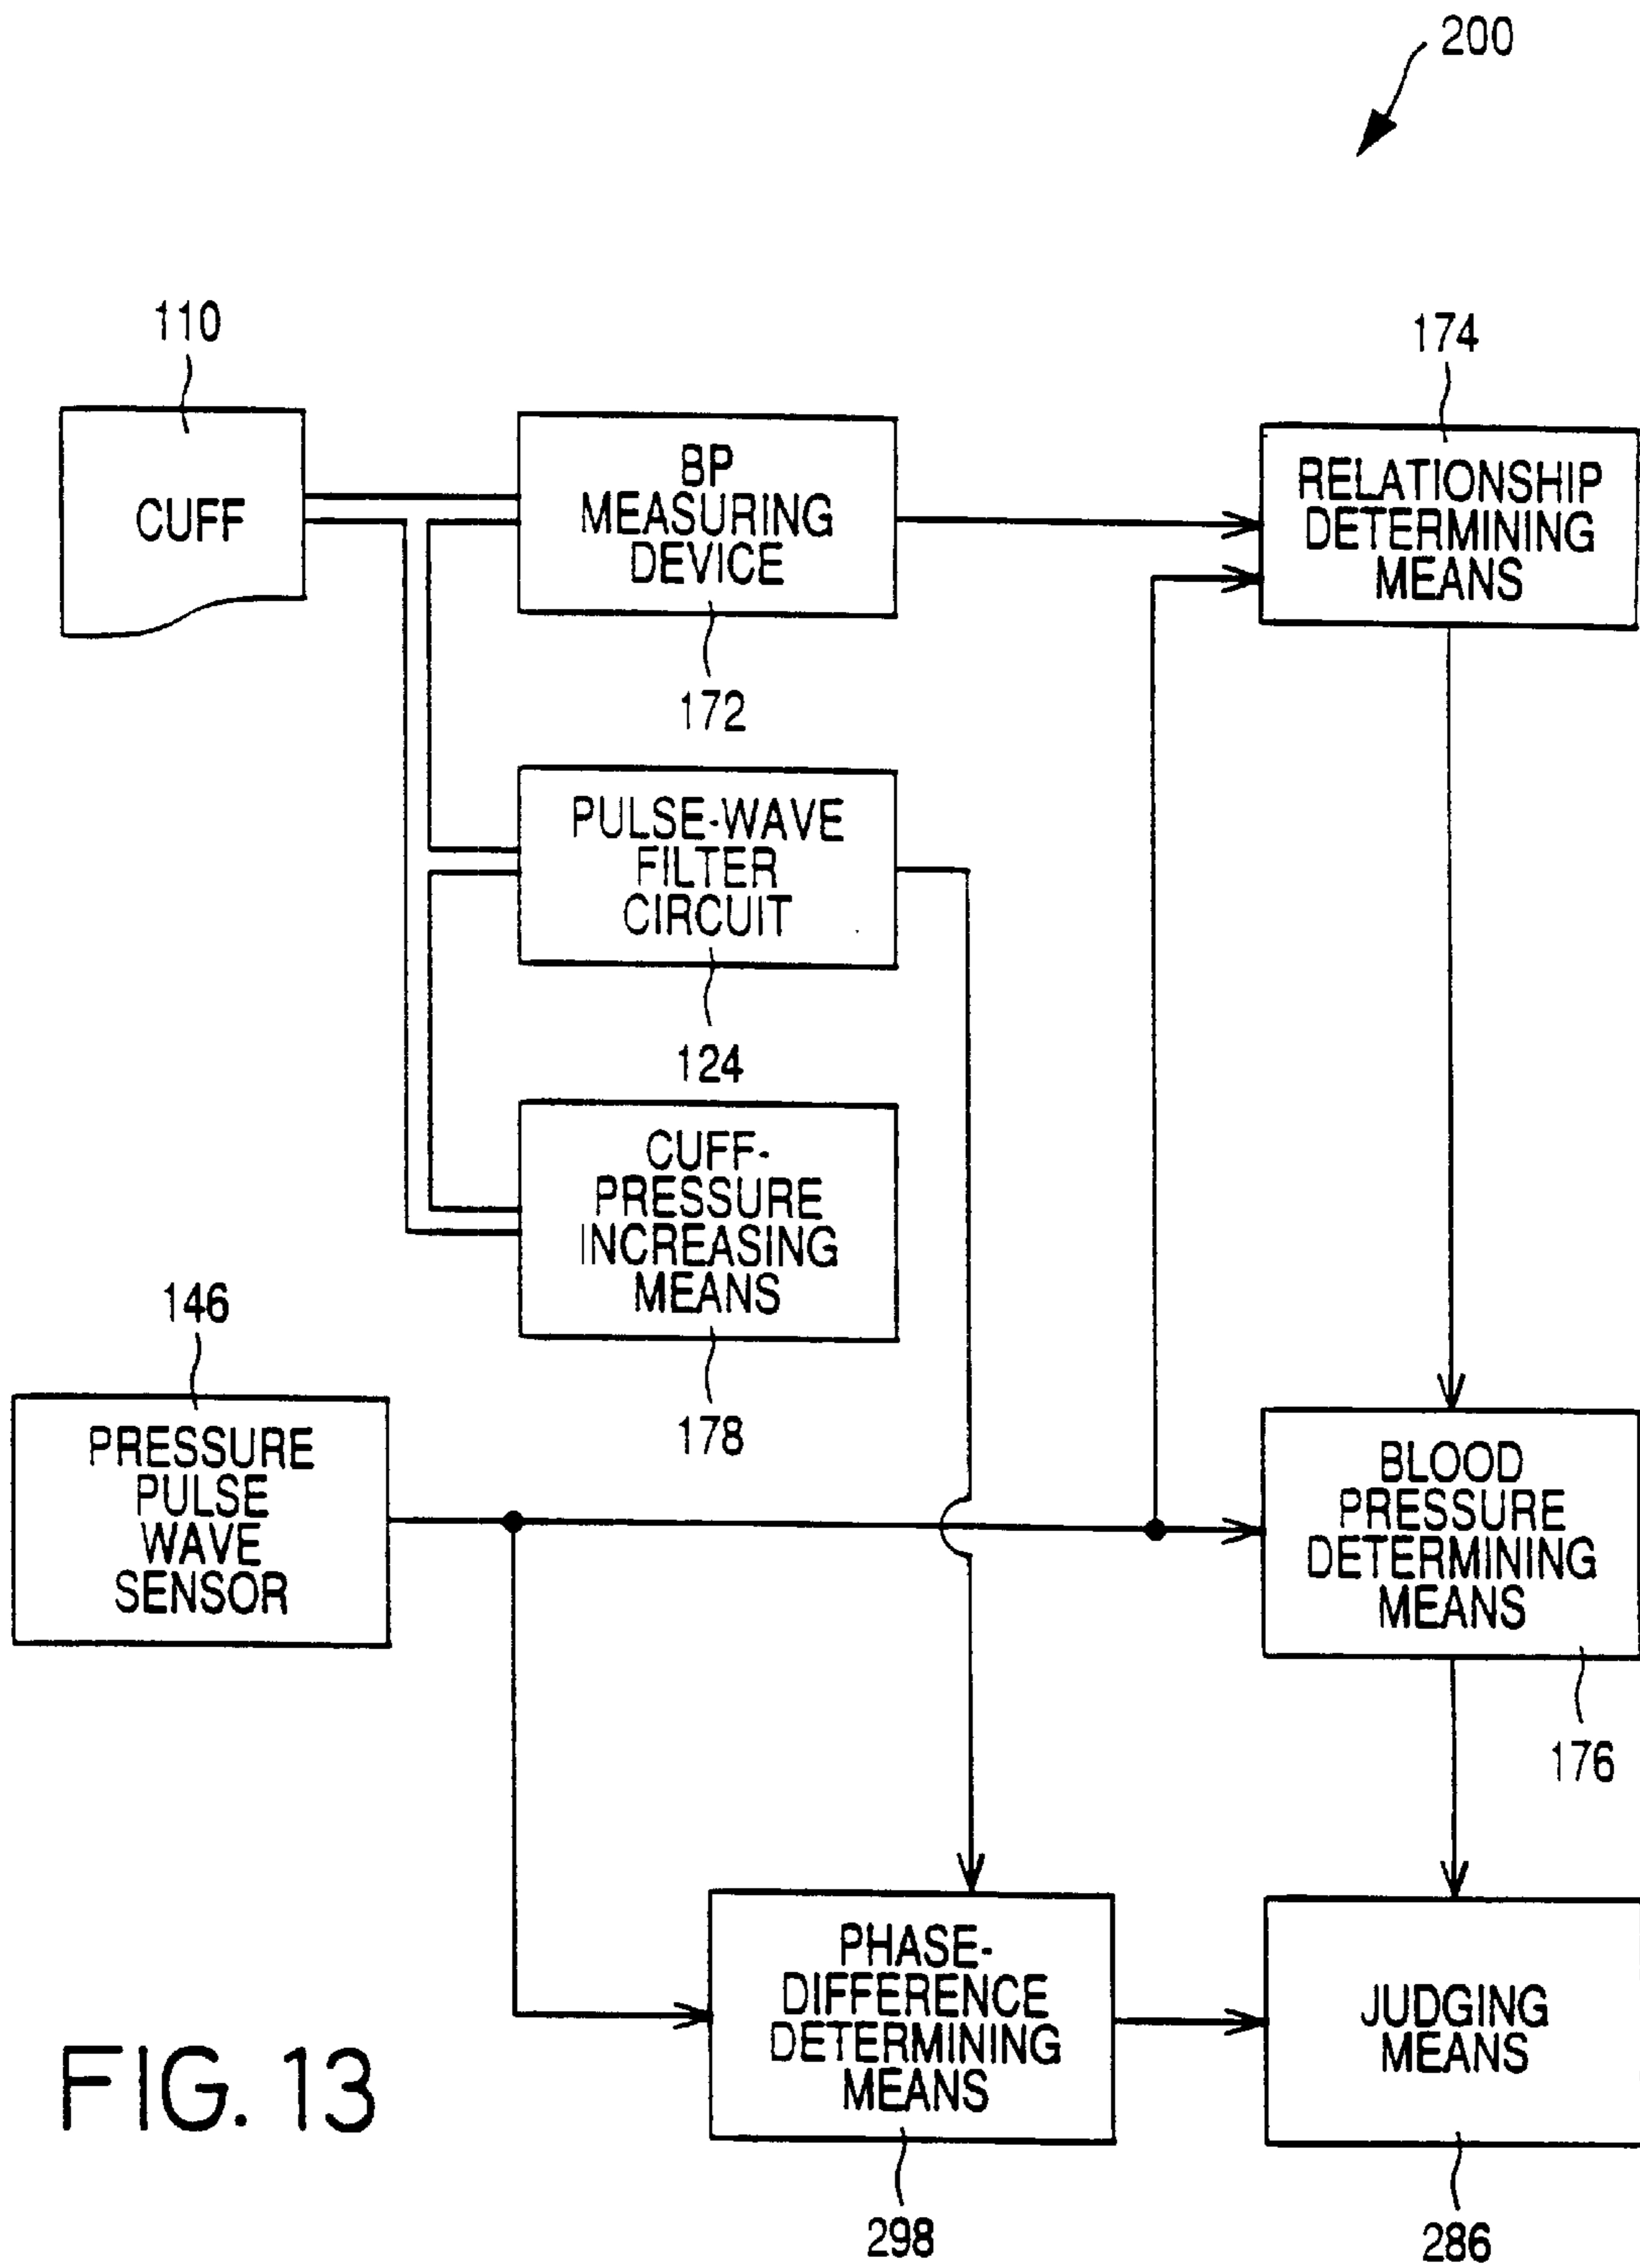 200
110
CUFF
BP
MEASURING
DEVICE
172
174
RELATIONSHIP
DETERMINING
MEANS
PULSE-WAVE
FILTER
CIRCUIT
124
CUFF-
PRESSURE
INCREASING
MEANS
178
146
PRESSURE
PULSE
WAVE
SENSOR
BLOOD
PRESSURE
DETERMINING
MEANS
176
PHASE-
DIFFERENCE
DETERMINING
MEANS
298
JUDGING
MEANS
286
FIG. 13